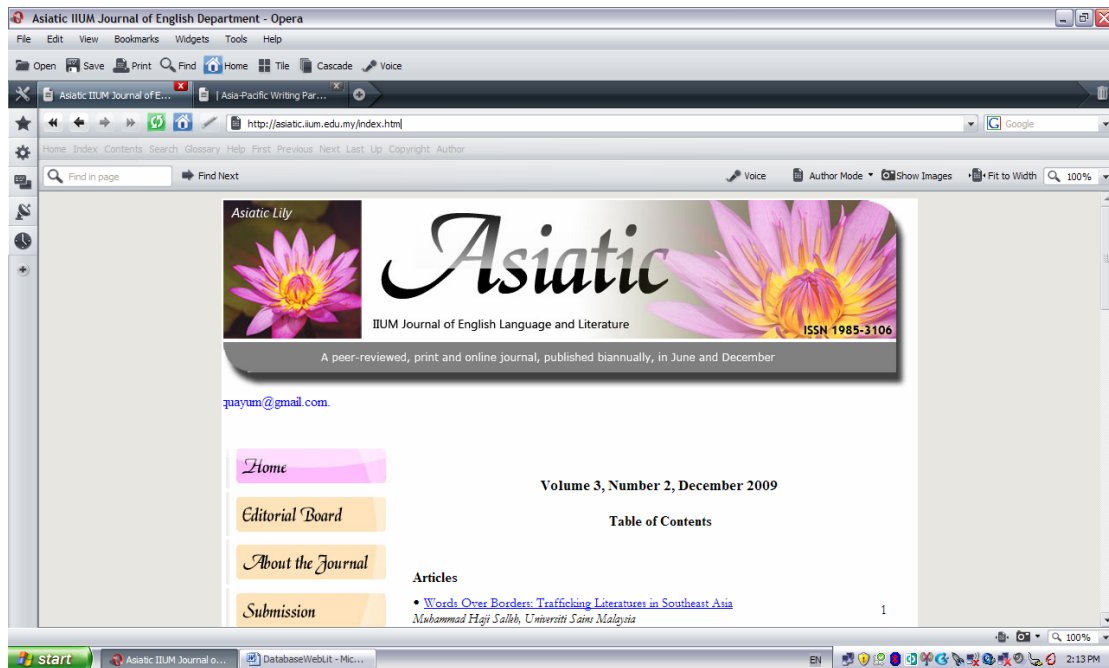 Asiatic IIUM Journal of English Department - Opera
File Edit View Bookmarks Widgets Tools Help
Open Save Print Find Home Tile Cascade Voice
Asiatic IIUM Journal of E... | Asia-Pacific Writing Par...
http://asiatic.iium.edu.my/index.htm Google
Home Index Contents Search Glossary Help First Previous Next Last Up Copyright Author
Find in page Find Next Voice Author Mode Show Images Fit to Width 100%
Asiatic Lily
Asiatic
IIUM Journal of English Language and Literature
ISSN 1985-3106
A peer-reviewed, print and online journal, published biannually, in June and December
quayum@gmail.com.
Home
Editorial Board
About the Journal
Submission
Volume 3, Number 2, December 2009
Table of Contents
Articles
• Words Over Borders: Trafficking Literatures in Southeast Asia 1
Muhammad Haji Salleh, Universiti Sains Malaysia
100%
start Asiatic IIUM Journal o... DatabaseWebLit - Mic... EN 2:13 PM